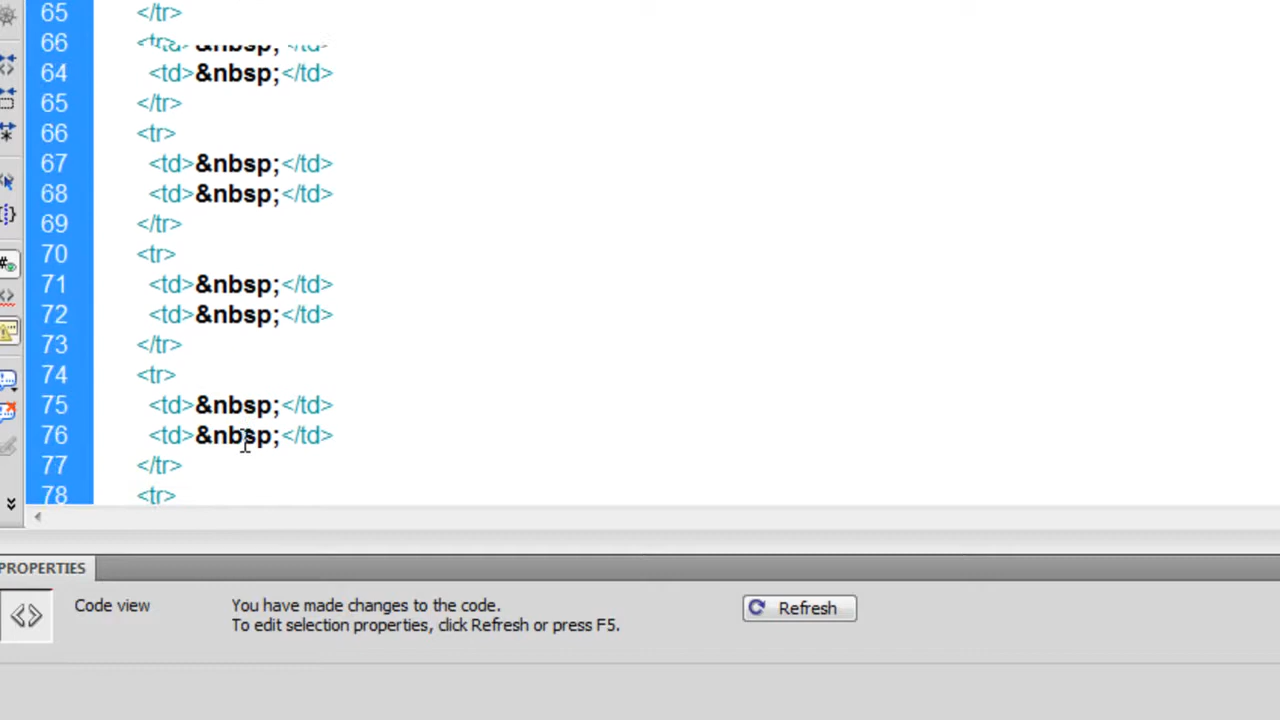 65 </tr>
66 <tr> &nbsp; </td>
64 <td>&nbsp;</td>
65 </tr>
66 <tr>
67 <td>&nbsp;</td>
68 <td>&nbsp;</td>
69 </tr>
70 <tr>
71 <td>&nbsp;</td>
72 <td>&nbsp;</td>
73 </tr>
74 <tr>
75 <td>&nbsp;</td>
76 <td>&nbsp;</td>
77 </tr>
78 <tr>
PROPERTIES
Code view
You have made changes to the code.
To edit selection properties, click Refresh or press F5.
Refresh